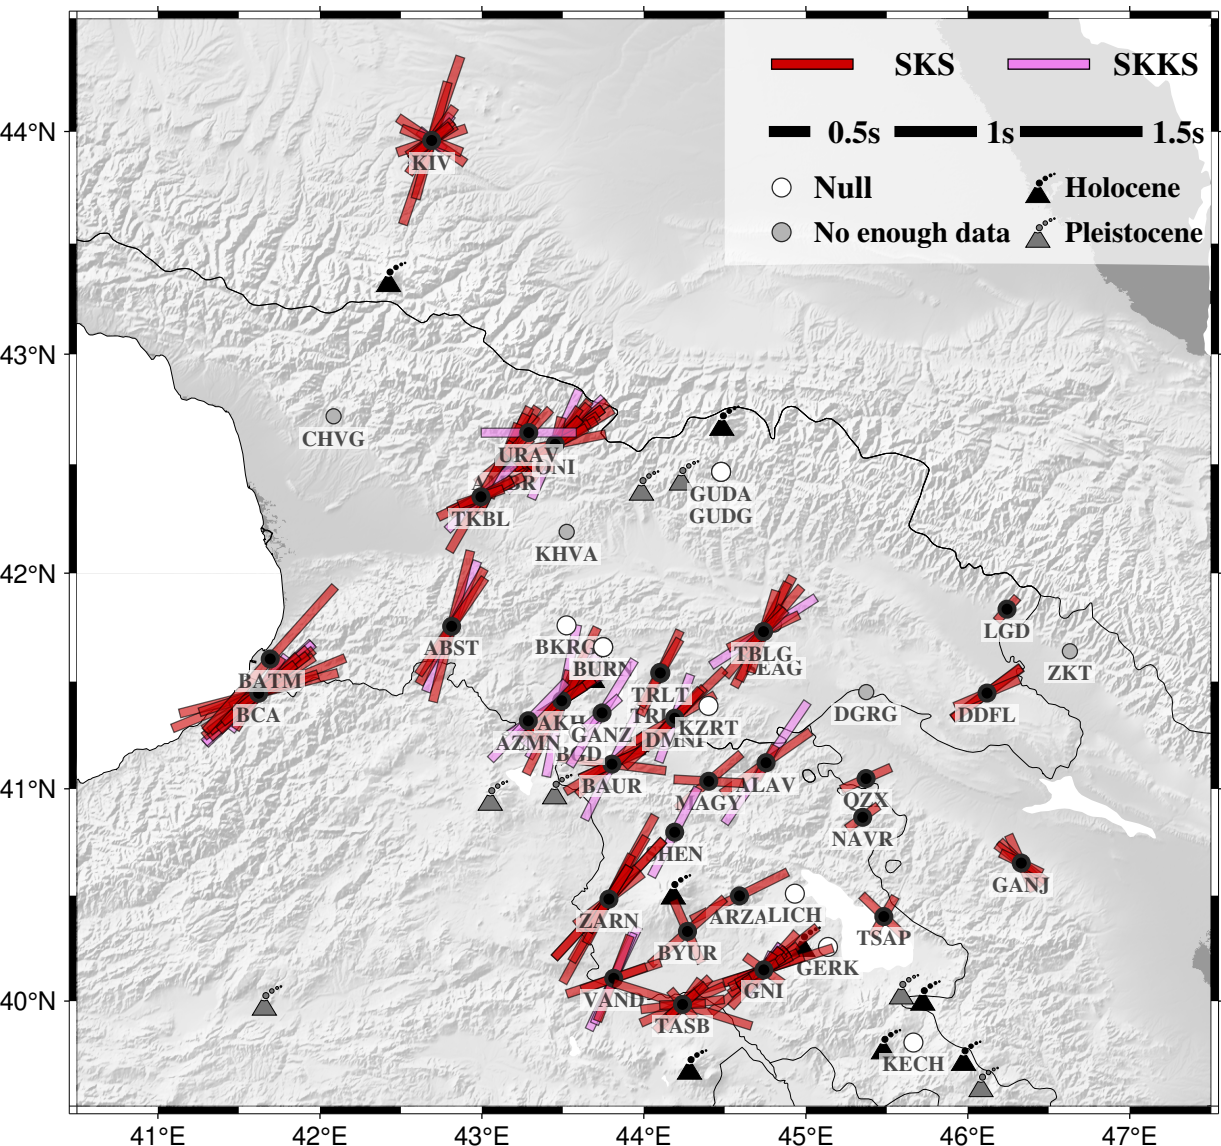 SKS SKKS
44°N
0.5s 1s 1.5s
KIV
Null Holocene
No enough data Pleistocene
43°N
CHVG
URAV
GUDA
TKBL
GUDG
KHVA
42°N
LGD
ABST
BKRG
TBLG
BURN
ZKT
BATM
TRLT
BCA
DGRG
DDFL
GANZ
KZRT
AZMN
DMNI
41°N
BAUR
ALAV
MAGY
QZX
NAVR
GANJ
ZARN
ARZA
LICH
TSAP
BYUR
GERK
40°N
VAND
GNI
TASB
KECH
41°E 42°E 43°E 44°E 45°E 46°E 47°E